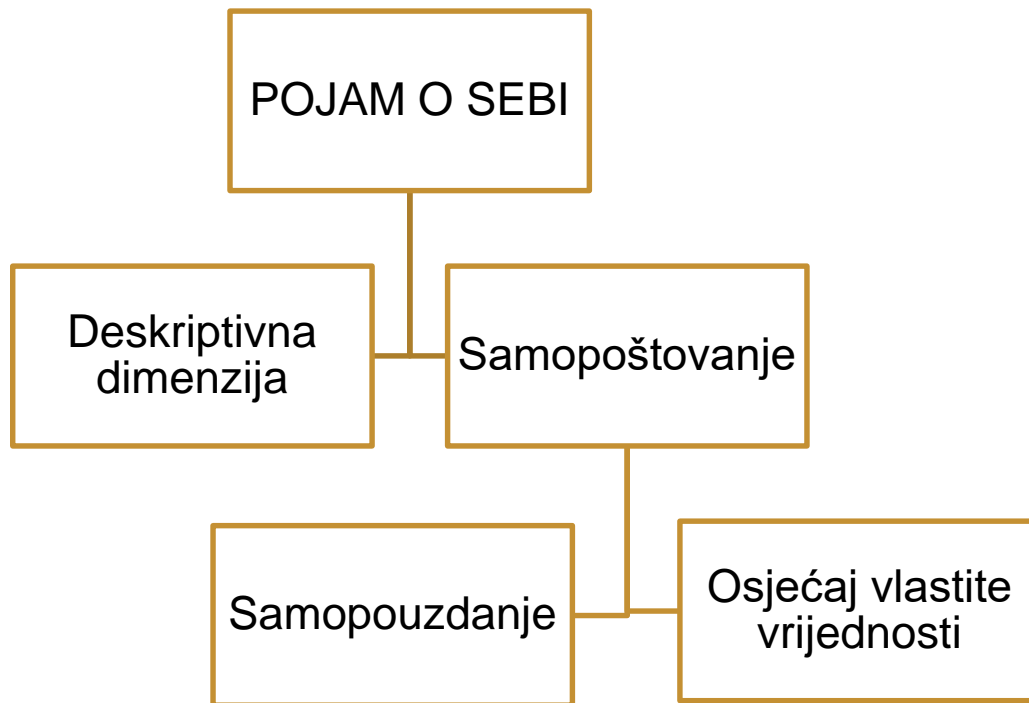 POJAM O SEBI
Deskriptivna
dimenzija
Samopoštovanje
Samopouzdanje
Osjećaj vlastite
vrijednosti